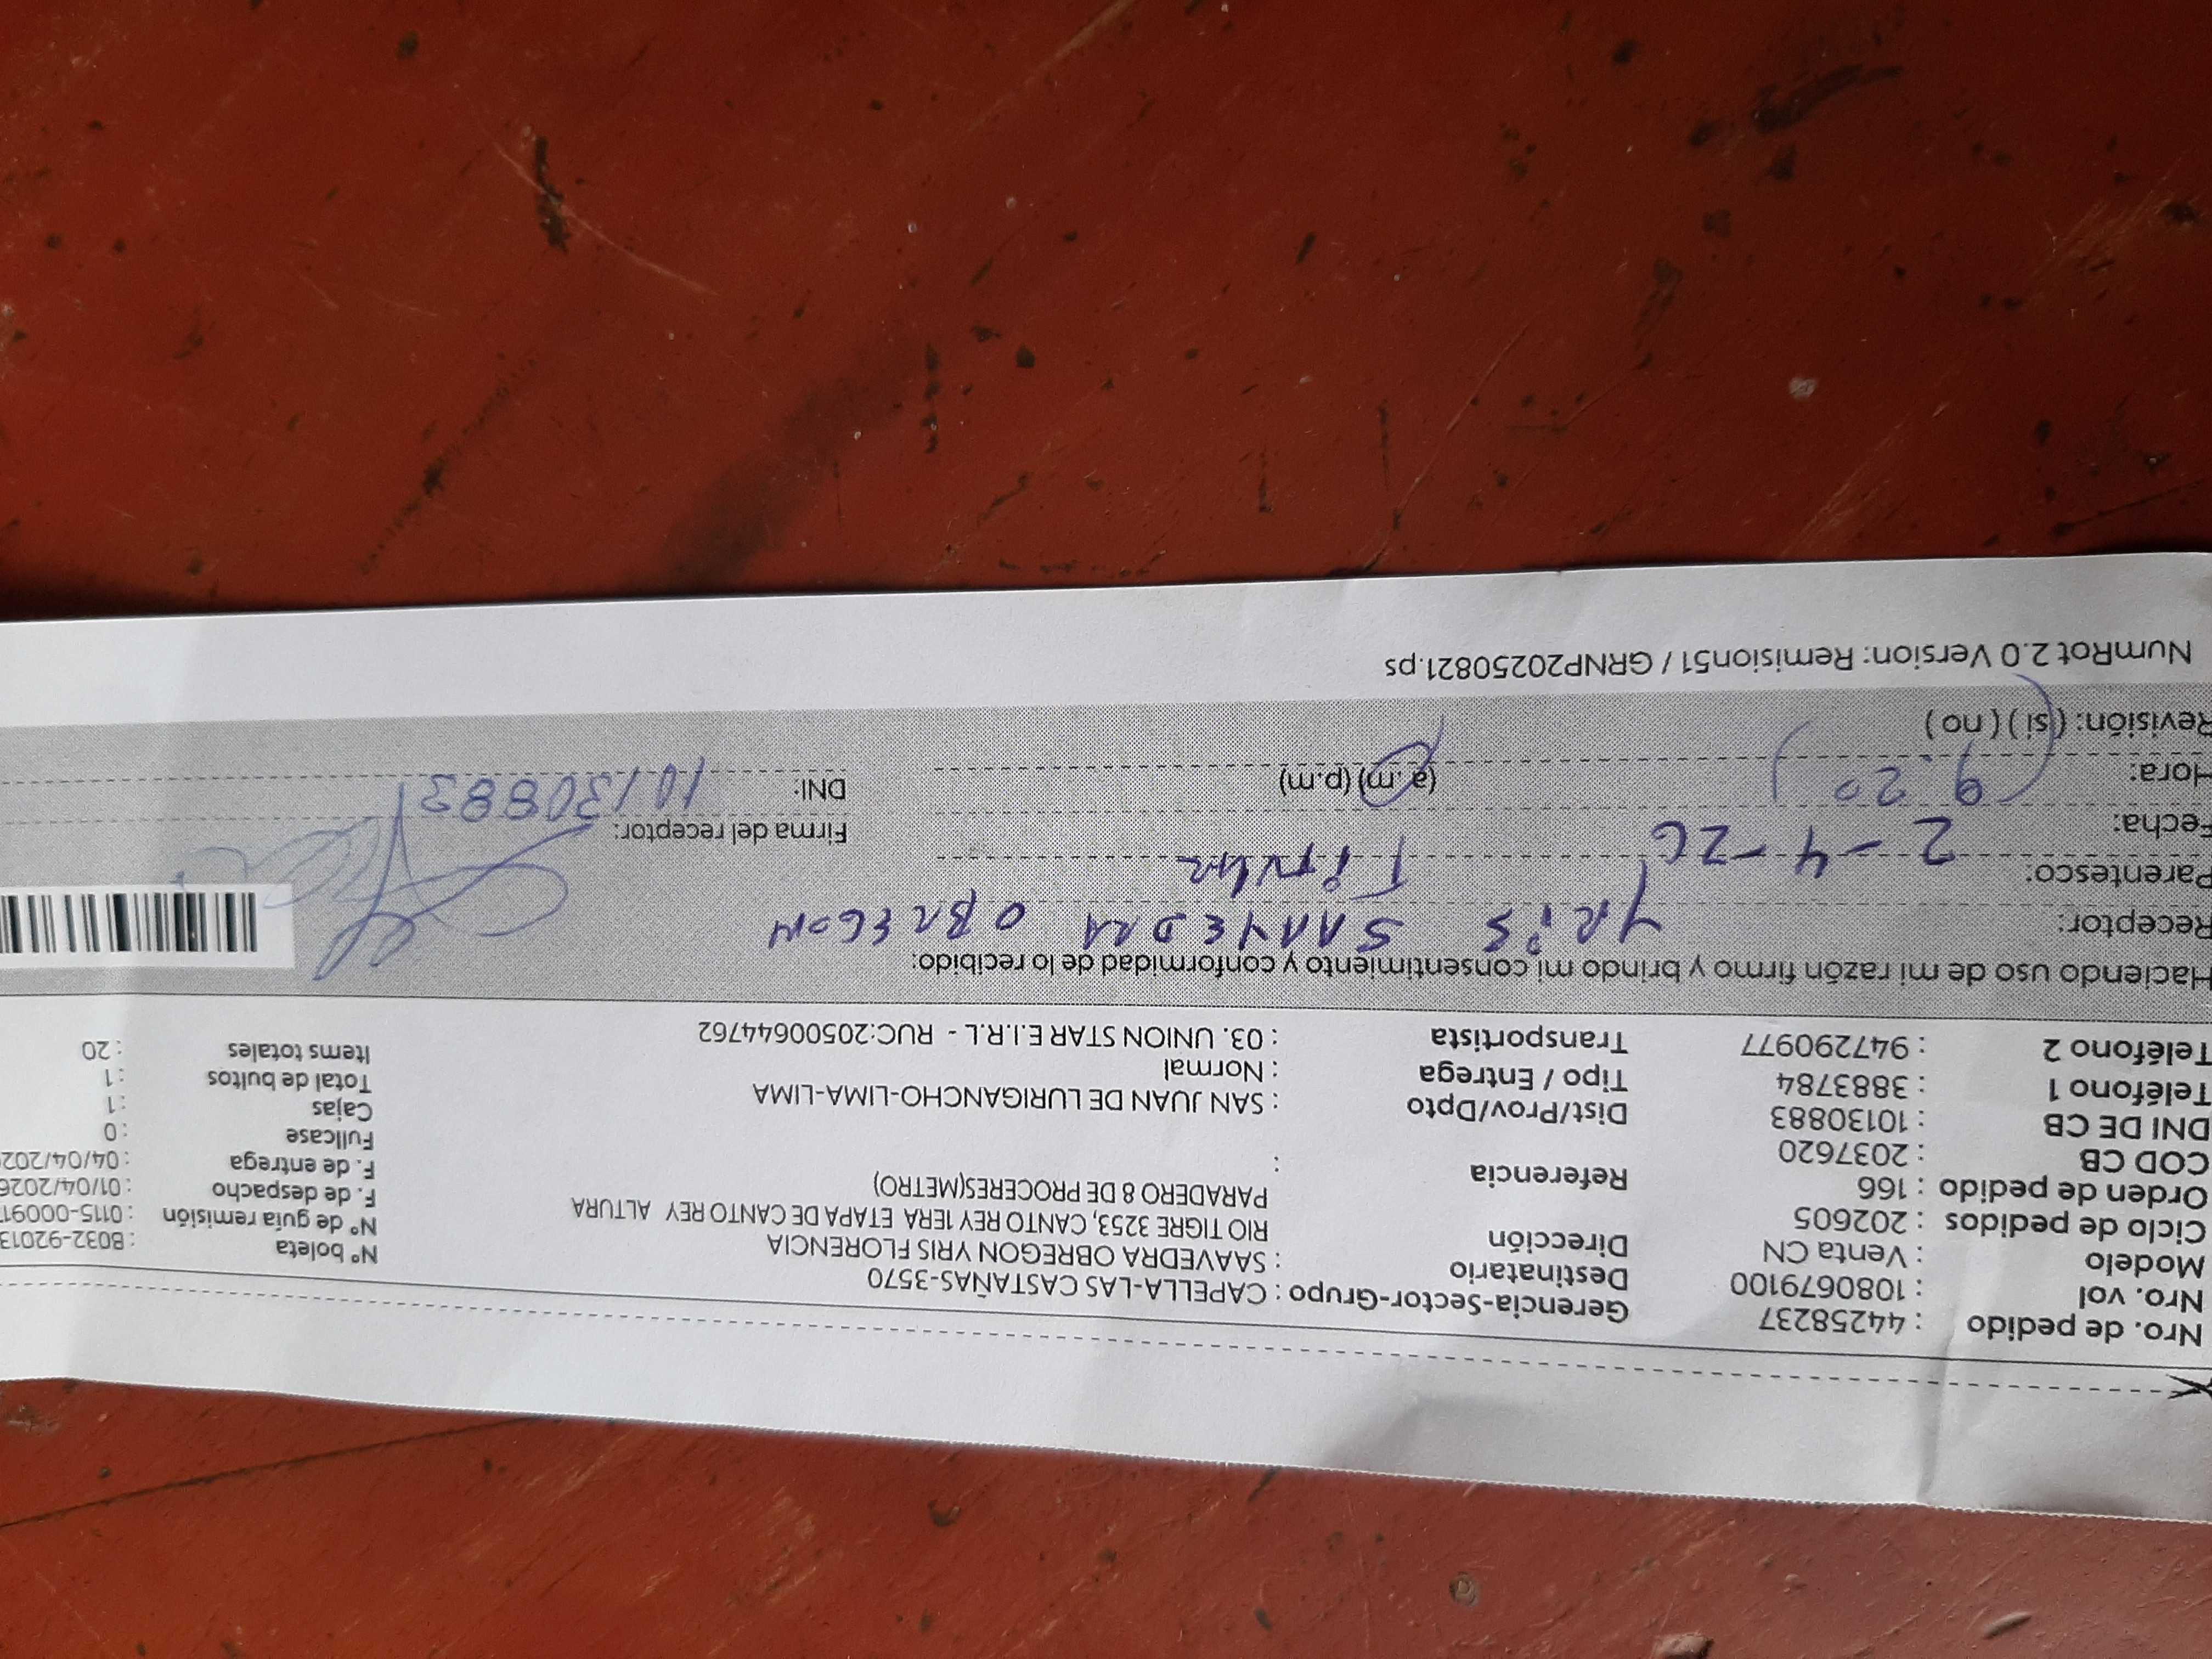 Nro. de pedido : 44258237 Gerencia-Sector-Grupo : CAPELLA-LAS CASTAÑAS-3570
Nro. vol : 1080679100 Destinatario : SAAVEDRA OBREGON YRIS FLORENCIA Nº boleta : B032-92013
Modelo : Venta CN Dirección RIO TIGRE 3253, CANTO REY 1ERA ETAPA DE CANTO REY ALTURA Nº de guía remisión : 0115-00091
Ciclo de pedidos : 202605 PARADERO 8 DE PROCERES(METRO) F. de despacho : 01/04/2026
Orden de pedido : 166 Referencia : F. de entrega : 04/04/202
COD CB : 2037620 Fullcase : 0
DNI DE CB : 10130883 Dist/Prov/Dpto : SAN JUAN DE LURIGANCHO-LIMA-LIMA Cajas : 1
Teléfono 1 : 3883784 Tipo / Entrega : Normal Total de bultos : 1
Teléfono 2 : 947290977 Transportista : 03. UNION STAR E.I.R.L - RUC:20500644762 Items totales : 20
Haciendo uso de mi razón firmo y brindo mi consentimiento y conformidad de lo recibido:
Receptor: YRiS SAAVEDRA OBREGON
Parentesco: TiTULAR
Fecha: 2-4-26 Firma del receptor:
Hora: 9.20 (a.m) (p.m) DNI: 10130883
Revisión: (si) (no)
NumRot 2.0 Version: Remision51 / GRNP20250821.ps